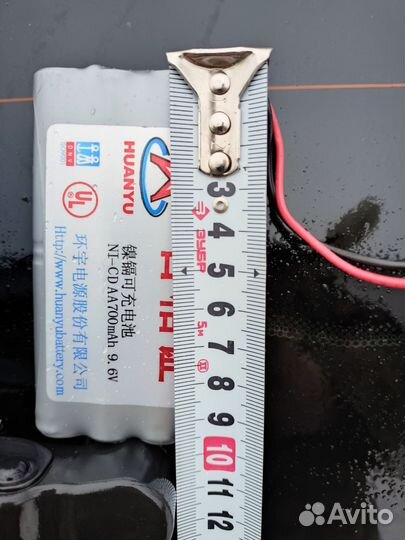 HUANYU
镍镉可充电池
NI-CD AA700mAh 9.6V
UL
环宇电源股份有限公司
Http://www.huanyubattery.com
3
ЗУБР
4
5
5м
6
7
8
9
10
11
12
Avito